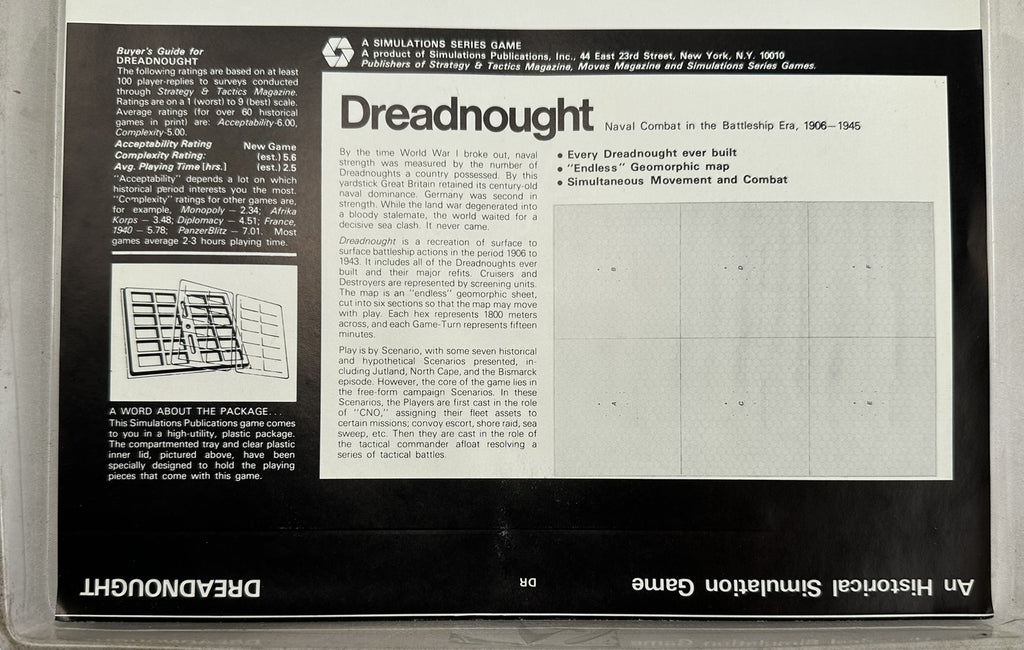 Buyer's Guide for
DREADNOUGHT
The following ratings are based on at least
100 player-replies to surveys conducted
through Strategy & Tactics Magazine.
Ratings are on a 1 (worst) to 9 (best) scale.
Average ratings (for over 60 historical
games in print) are: Acceptability-6.00,
Complexity-5.00.
Acceptability Rating New Game
Complexity Rating: (est.) 5.6
Avg. Playing Time [hrs.] (est.) 2.5
"Acceptability" depends a lot on which
historical period interests you the most.
"Complexity" ratings for other games are,
for example, Monopoly — 2.34; Afrika
Korps — 3.48; Diplomacy — 4.51; France,
1940 — 5.78; PanzerBlitz — 7.01. Most
games average 2-3 hours playing time.
A WORD ABOUT THE PACKAGE...
This Simulations Publications game comes
to you in a high-utility, plastic package.
The compartmented tray and clear plastic
inner lid, pictured above, have been
specially designed to hold the playing
pieces that come with this game.
A SIMULATIONS SERIES GAME
A product of Simulations Publications, Inc., 44 East 23rd Street, New York, N.Y. 10010
Publishers of Strategy & Tactics Magazine, Moves Magazine and Simulations Series Games.
Dreadnought Naval Combat in the Battleship Era, 1906—1945
By the time World War I broke out, naval
strength was measured by the number of
Dreadnoughts a country possessed. By this
yardstick Great Britain retained its century-old
naval dominance. Germany was second in
strength. While the land war degenerated into
a bloody stalemate, the world waited for a
decisive sea clash. It never came.
Dreadnought is a recreation of surface to
surface battleship actions in the period 1906 to
1943. It includes all of the Dreadnoughts ever
built and their major refits. Cruisers and
Destroyers are represented by screening units.
The map is an "endless" geomorphic sheet,
cut into six sections so that the map may move
with play. Each hex represents 1800 meters
across, and each Game-Turn represents fifteen
minutes.
Play is by Scenario, with some seven historical
and hypothetical Scenarios presented, in-
cluding Jutland, North Cape, and the Bismarck
episode. However, the core of the game lies in
the free-form campaign Scenarios. In these
Scenarios, the Players are first cast in the role
of "CNO," assigning their fleet assets to
certain missions; convoy escort, shore raid, sea
sweep, etc. Then they are cast in the role of
the tactical commander afloat resolving a
series of tactical battles.
• Every Dreadnought ever built
• "Endless" Geomorphic map
• Simultaneous Movement and Combat
An Historical Simulation Game
DR
DREADNOUGHT